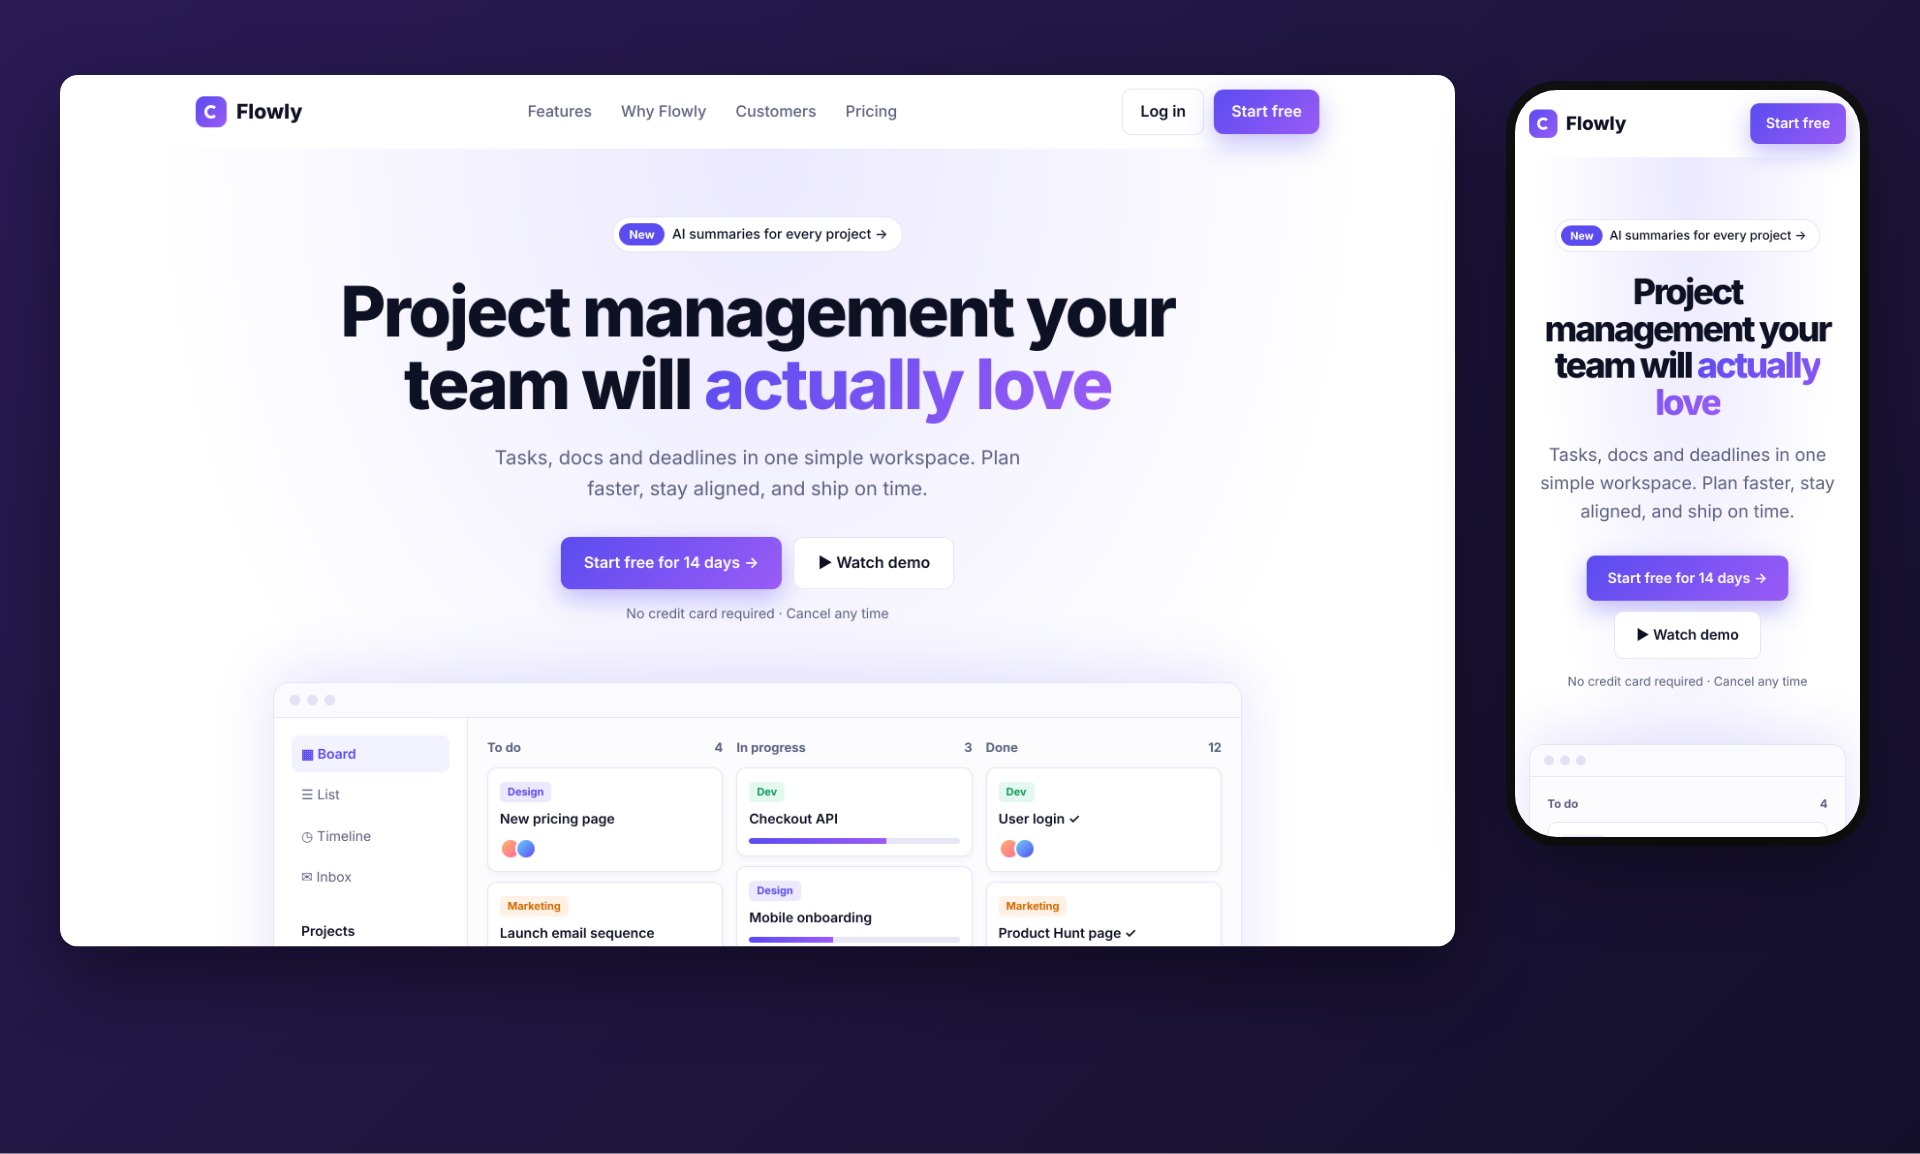 C Flowly
Features Why Flowly Customers Pricing
Log in Start free
New AI summaries for every project →
Project management your
team will actually love
Tasks, docs and deadlines in one simple workspace. Plan
faster, stay aligned, and ship on time.
Start free for 14 days → ▶ Watch demo
No credit card required · Cancel any time
▦ Board
☰ List
◷ Timeline
✉ Inbox
Projects
To do 4
Design
New pricing page
Marketing
Launch email sequence
In progress 3
Dev
Checkout API
Design
Mobile onboarding
Done 12
Dev
User login ✓
Marketing
Product Hunt page ✓
C Flowly
Start free
New AI summaries for every project →
Project
management your
team will actually
love
Tasks, docs and deadlines in one
simple workspace. Plan faster, stay
aligned, and ship on time.
Start free for 14 days →
▶ Watch demo
No credit card required · Cancel any time
To do 4